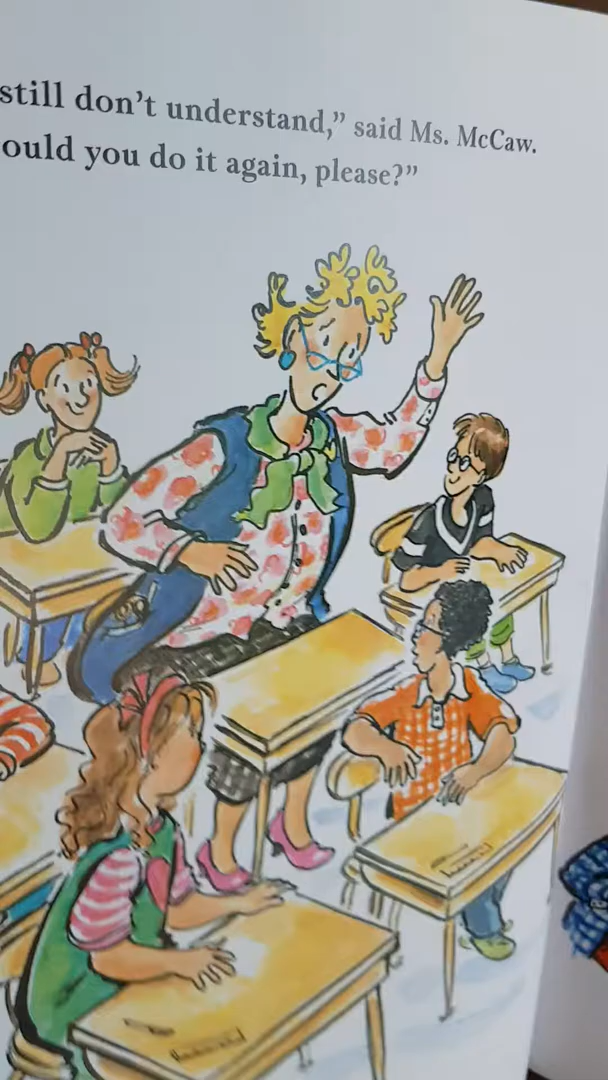 still don't understand,” said Ms. McCaw.
ould you do it again, please?”